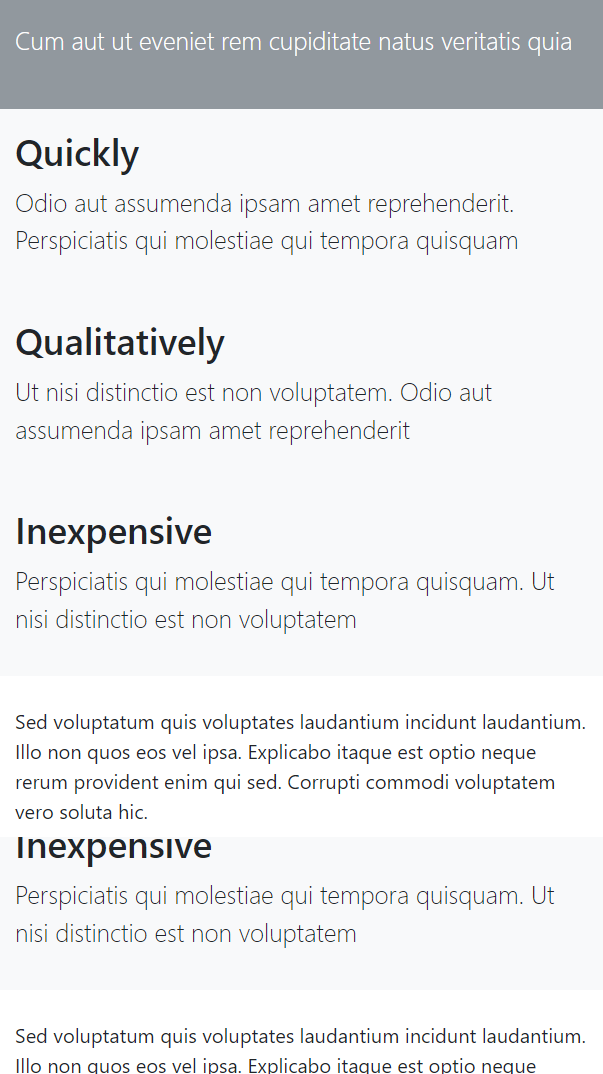 Cum aut ut eveniet rem cupiditate natus veritatis quia
Quickly
Odio aut assumenda ipsam amet reprehenderit.
Perspiciatis qui molestiae qui tempora quisquam
Qualitatively
Ut nisi distinctio est non voluptatem. Odio aut
assumenda ipsam amet reprehenderit
Inexpensive
Perspiciatis qui molestiae qui tempora quisquam. Ut
nisi distinctio est non voluptatem
Sed voluptatum quis voluptates laudantium incidunt laudantium.
Illo non quos eos vel ipsa. Explicabo itaque est optio neque
rerum provident enim qui sed. Corrupti commodi voluptatem
vero soluta hic.
Inexpensive
Perspiciatis qui molestiae qui tempora quisquam. Ut
nisi distinctio est non voluptatem
Sed voluptatum quis voluptates laudantium incidunt laudantium.
Illo non quos eos vel ipsa. Explicabo itaque est optio neque